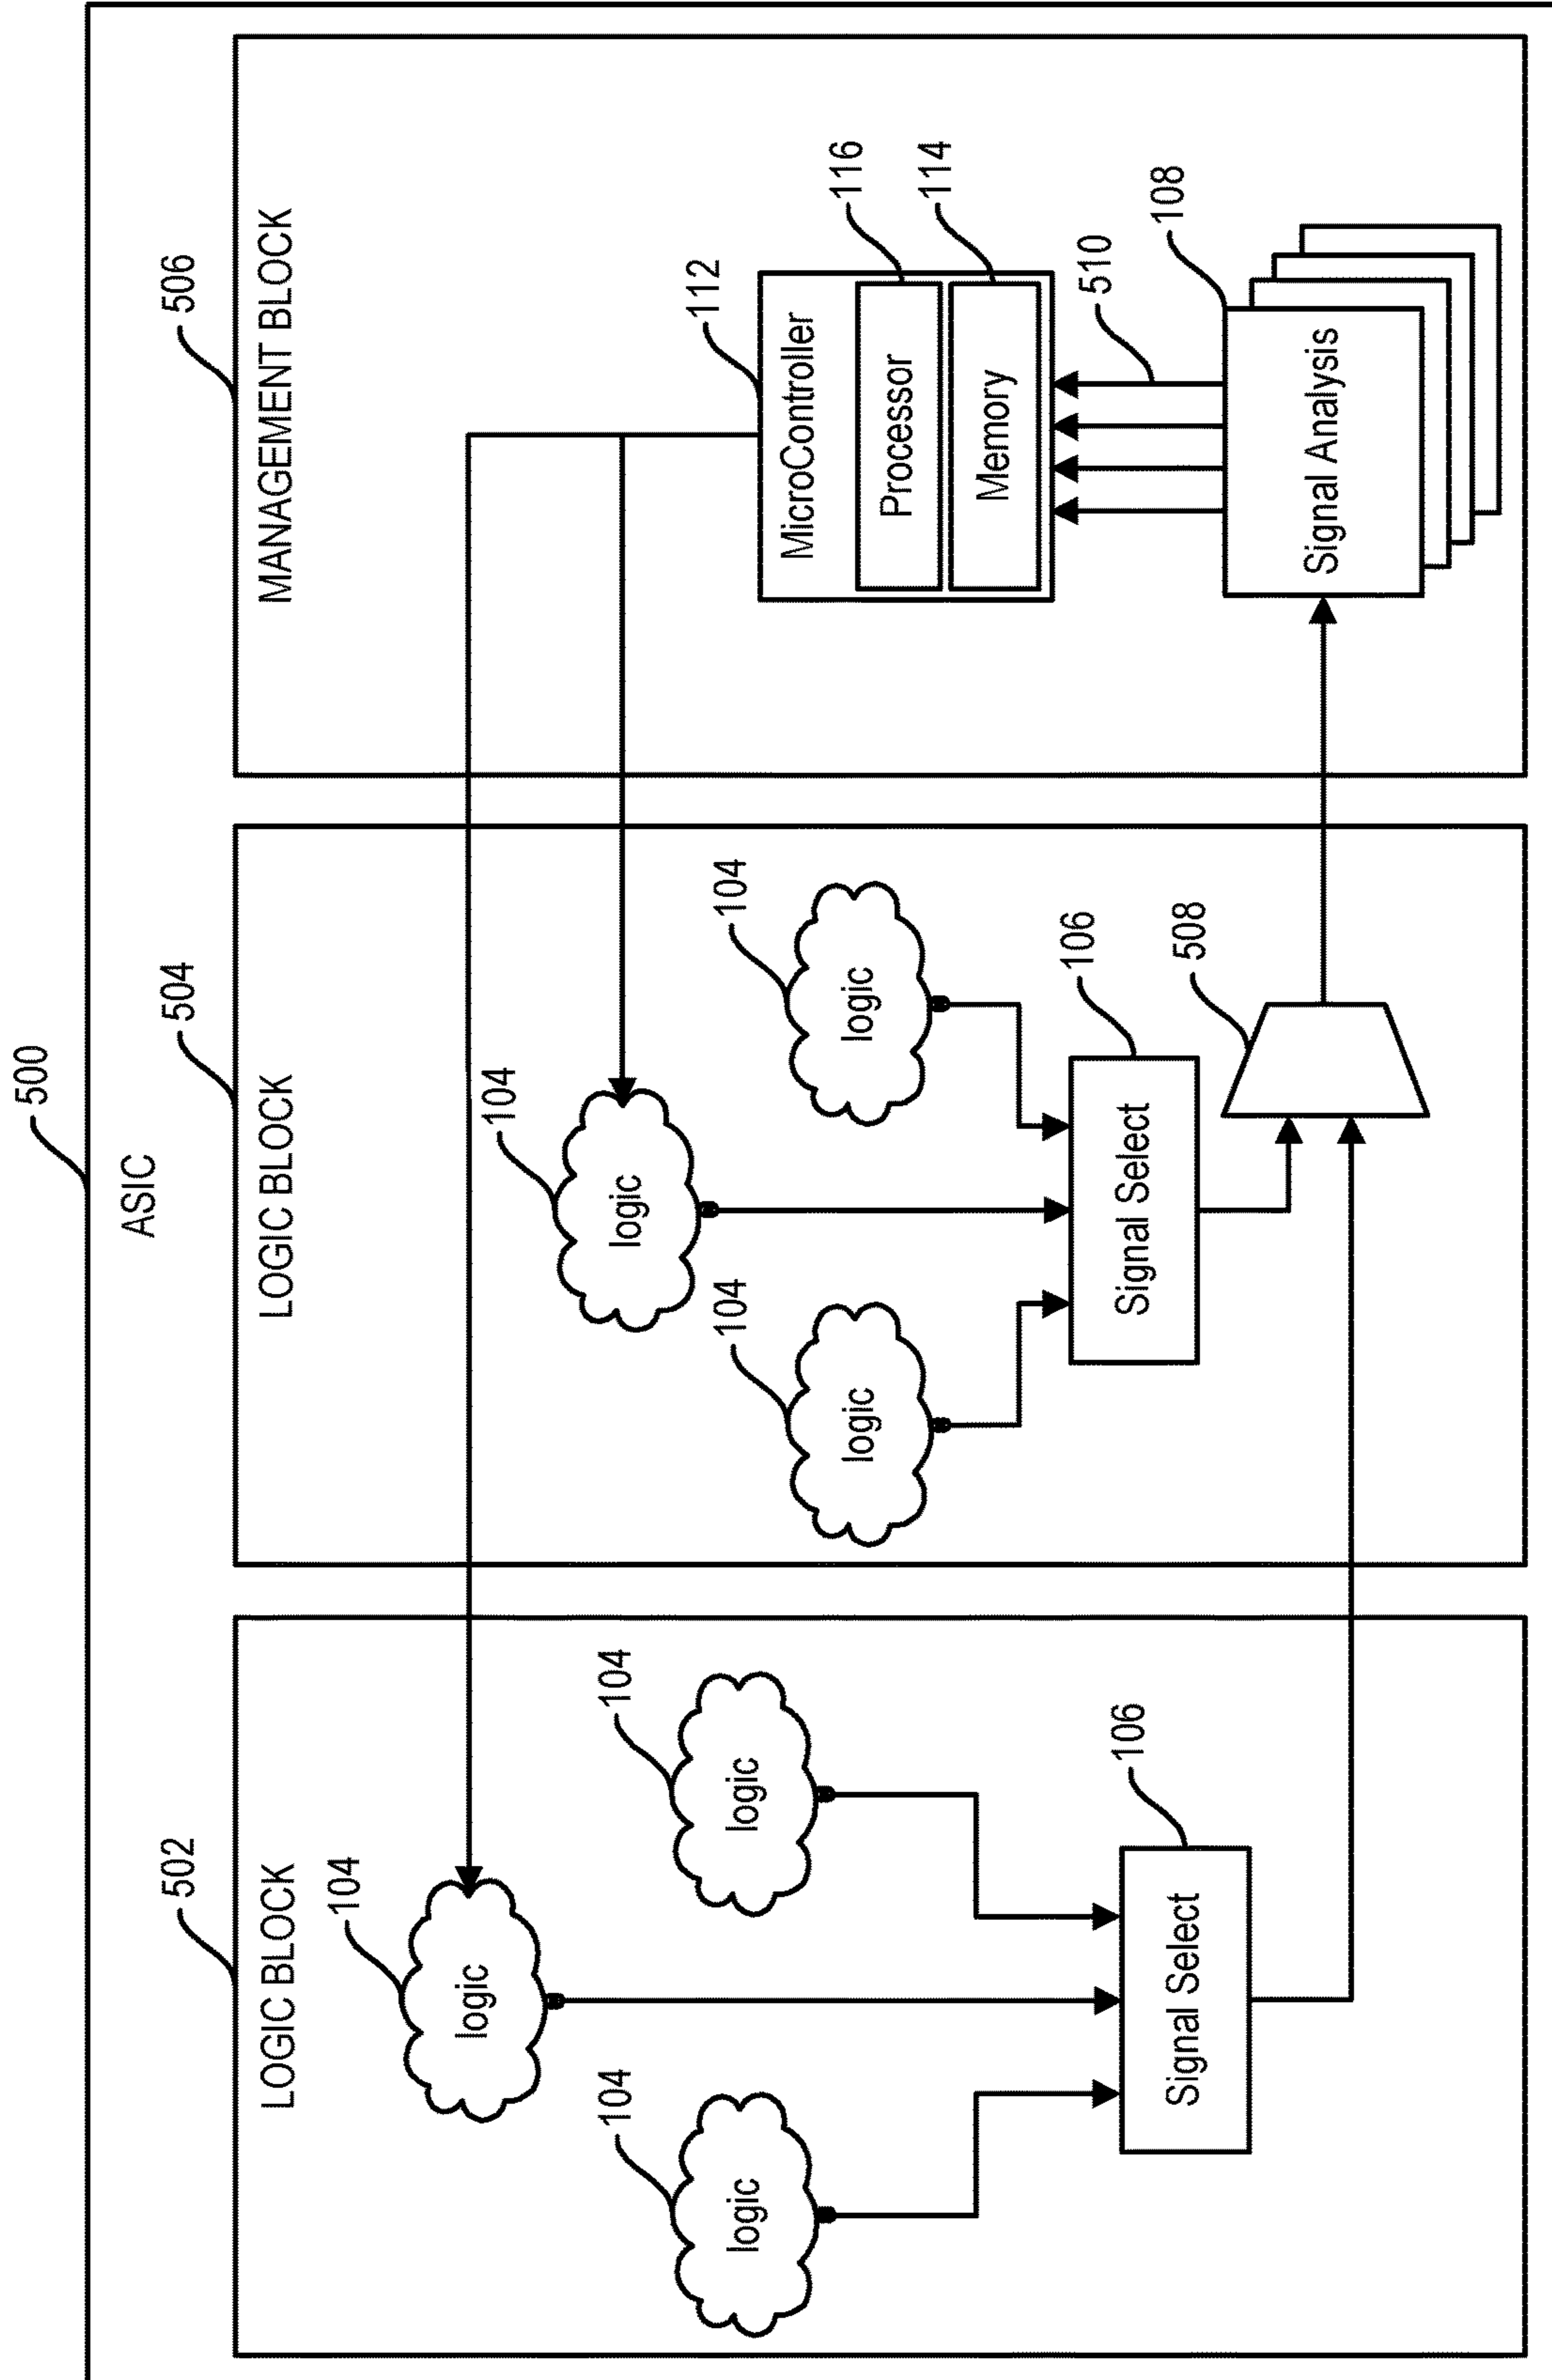 500
ASIC
502
LOGIC BLOCK
104
logic
104
logic
104
logic
106
Signal Select
504
LOGIC BLOCK
104
logic
104
logic
104
logic
106
Signal Select
508
506
MANAGEMENT BLOCK
112
MicroController
116
Processor
114
Memory
510
108
Signal Analysis